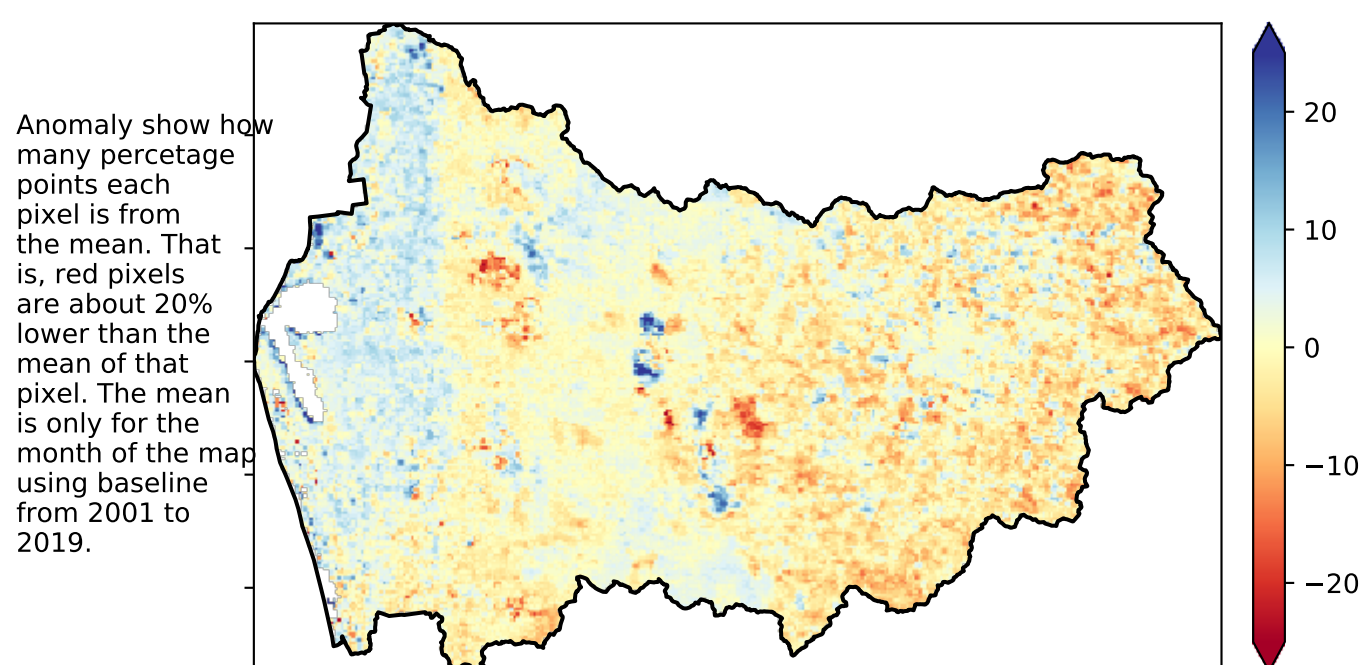 Anomaly show how
many percetage
points each
pixel is from
the mean. That
is, red pixels
are about 20%
lower than the
mean of that
pixel. The mean
is only for the
month of the map
using baseline
from 2001 to
2019.
20
10
0
−10
−20